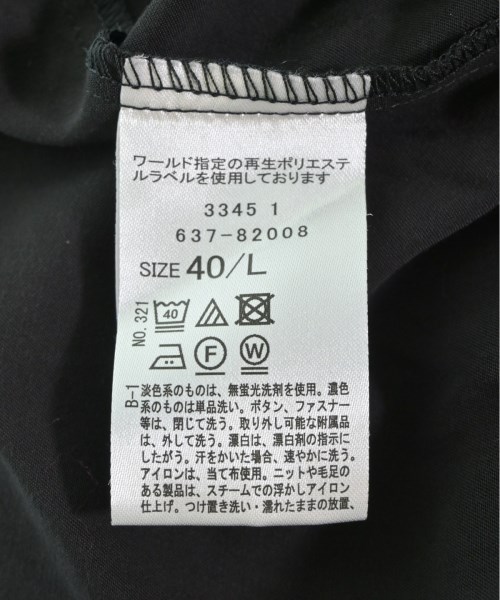 ワールド指定の再生ポリエステ
ルラベルを使用しております
3345 1
637-82008
SIZE 40/L
NO.321
40
F W
B-1
淡色系のものは、無蛍光洗剤を使用。濃色
系のものは単品洗い。ボタン、ファスナー
等は、閉じて洗う。取り外し可能な附属品
は、外して洗う。漂白は、漂白剤の指示に
したがう。汗をかいた場合、速やかに洗う。
アイロンは、当て布使用。ニットや毛足の
ある製品は、スチームでの浮かしアイロン
仕上げ。つけ置き洗い・濡れたままの放置、